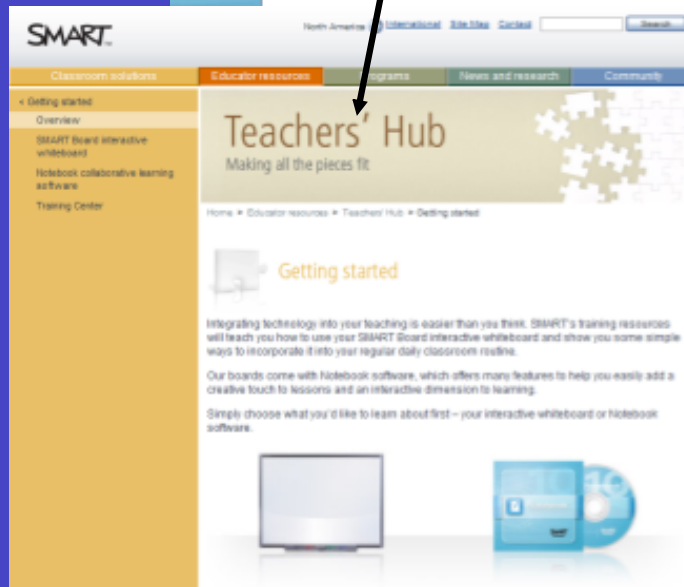 SMART
North America International Site Map Contact Search
Classroom solutions Educator resources Programs News and research Community
< Getting started
Overview
SMART Board interactive
whiteboard
Notebook collaborative learning
software
Training Center
Teachers' Hub
Making all the pieces fit
Home > Educator resources > Teachers' Hub > Getting started
Getting started
Integrating technology into your teaching is easier than you think. SMART's training resources
will teach you how to use your SMART Board interactive whiteboard and show you some simple
ways to incorporate it into your regular daily classroom routine.
Our boards come with Notebook software, which offers many features to help you easily add a
creative touch to lessons and an interactive dimension to learning.
Simply choose what you'd like to learn about first – your interactive whiteboard or Notebook
software.